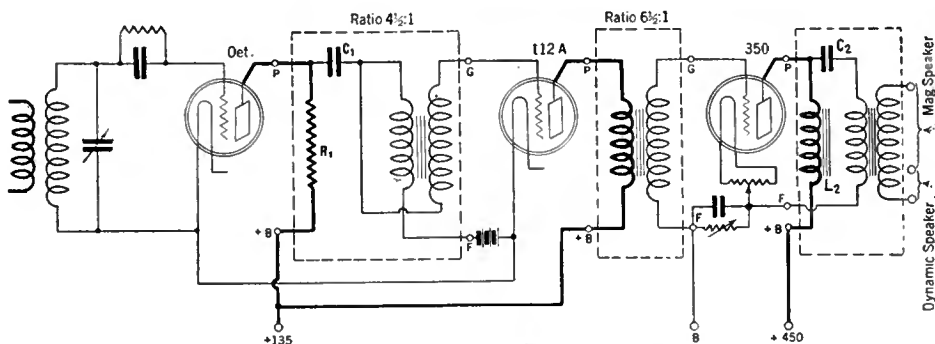 Ratio 4½:1
Ratio 6½:1
Det.
P
C₁
G
112 A
P
G
350
P
C₂
R₁
L₂
F
F
+ B
F
+ B
+ B
+135
B
+ 450
Mag Speaker
Dynamic Speaker